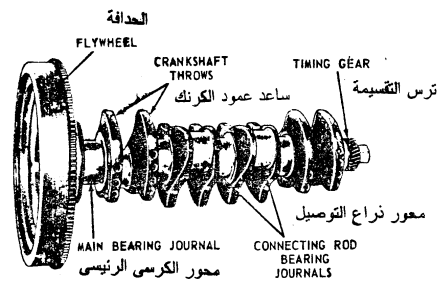 الحدافة
FLYWHEEL
CRANKSHAFT
THROWS
ساعد عمود الكرنك
TIMING GEAR
ترس التقسيمة
MAIN BEARING JOURNAL
محور الكرسى الرئيسى
محور ذراع التوصيل
CONNECTING ROD
BEARING
JOURNALS